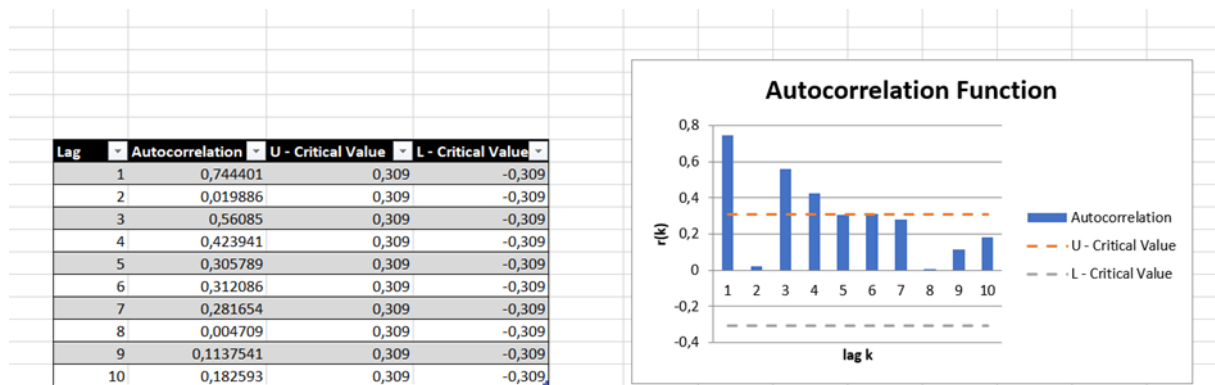 Lag Autocorrelation U - Critical Value L - Critical Value
1 0,744401 0,309 -0,309
2 0,019886 0,309 -0,309
3 0,56085 0,309 -0,309
4 0,423941 0,309 -0,309
5 0,305789 0,309 -0,309
6 0,312086 0,309 -0,309
7 0,281654 0,309 -0,309
8 0,004709 0,309 -0,309
9 0,1137541 0,309 -0,309
10 0,182593 0,309 -0,309
Autocorrelation Function
0,8
0,6
0,4
0,2
0
-0,2
-0,4
r(k)
1 2 3 4 5 6 7 8 9 10
lag k
Autocorrelation
U - Critical Value
L - Critical Value